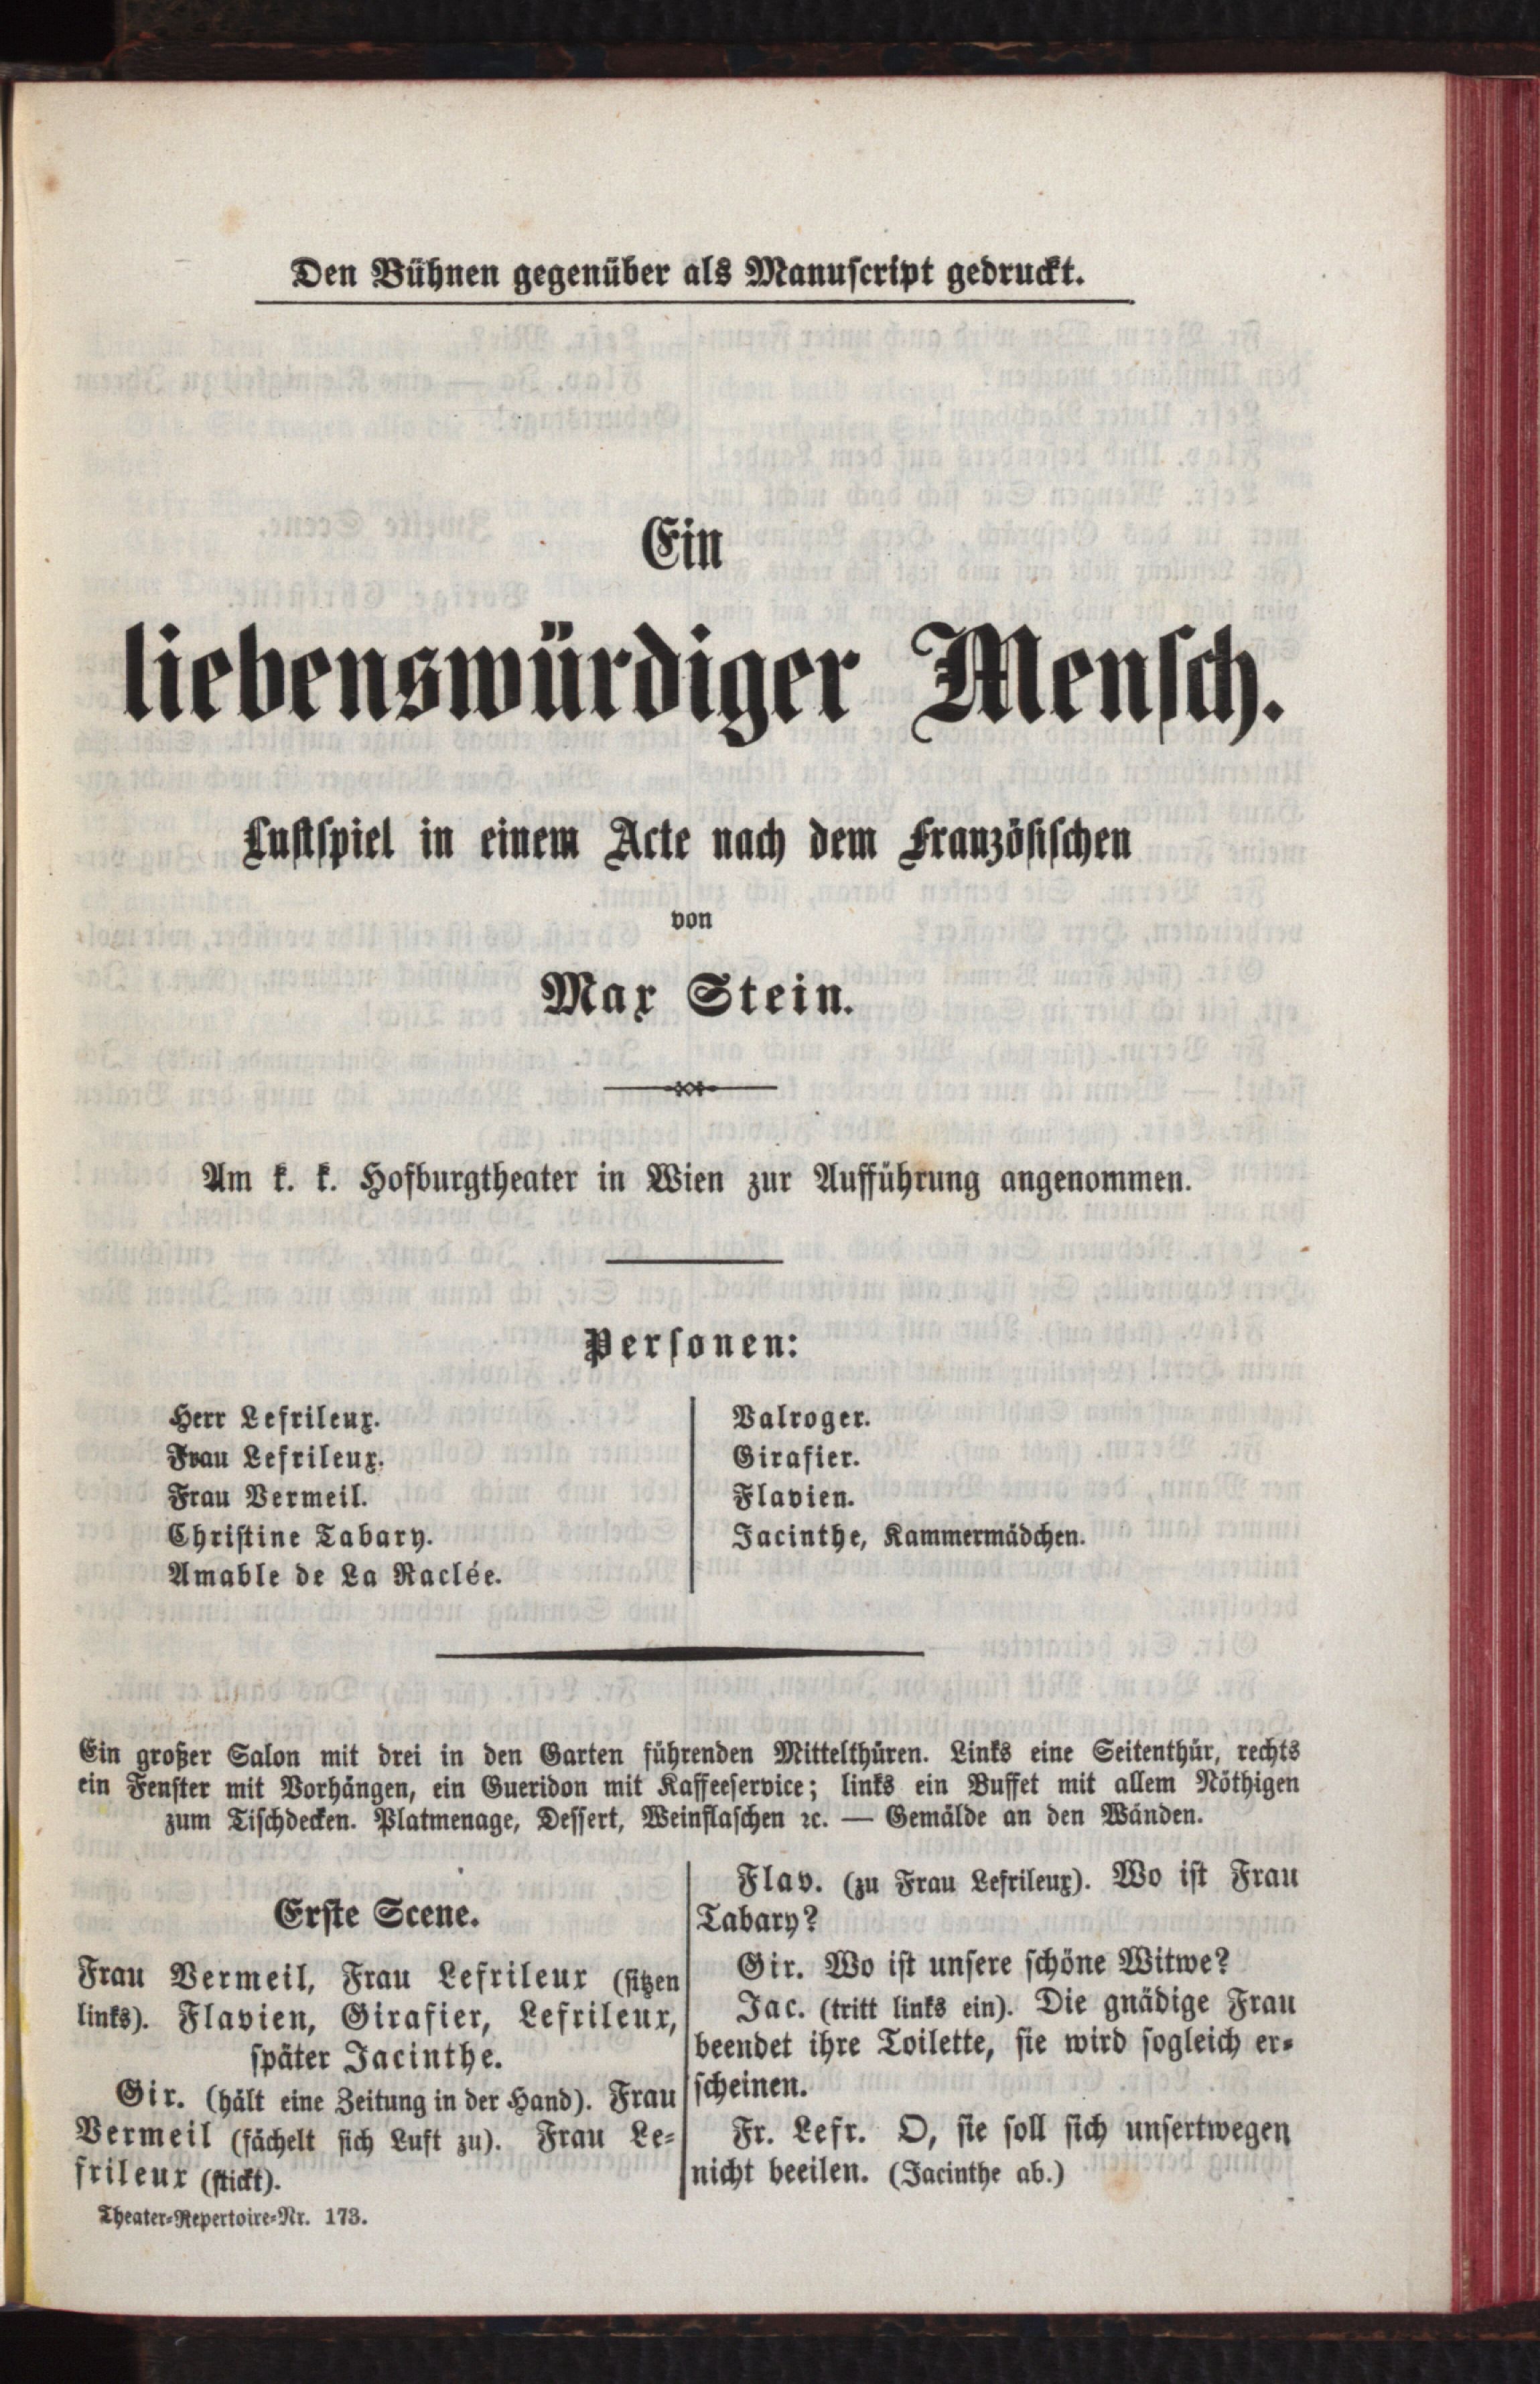 Den Bühnen gegenüber als Manuscript gedruckt.
Ein
liebenswürdiger Mensch.
Lustspiel in einem Acte nach dem Französischen
von
Max Stein.
Am k. k. Hofburgtheater in Wien zur Aufführung angenommen.
Personen:
Herr Lefrileux.
Frau Lefrileux.
Frau Vermeil.
Christine Tabary.
Amable de La Raclée.
Valroger.
Girafier.
Flavien.
Jacinthe, Kammermädchen.
Ein großer Salon mit drei in den Garten führenden Mittelthüren. Links eine Seitenthür, rechts
ein Fenster mit Vorhängen, ein Gueridon mit Kaffeeservice; links ein Buffet mit allem Nöthigen
zum Tischdecken. Platmenage, Dessert, Weinflaschen ꝛc. — Gemälde an den Wänden.
Erste Scene.
Frau Vermeil, Frau Lefrileux (sitzen
links). Flavien, Girafier, Lefrileux,
später Jacinthe.
Gir. (hält eine Zeitung in der Hand). Frau
Vermeil (fächelt sich Luft zu). Frau Le-
frileux (stickt).
Theater-Repertoire-Nr. 173.
Flav. (zu Frau Lefrileux). Wo ist Frau
Tabary?
Gir. Wo ist unsere schöne Witwe?
Jac. (tritt links ein). Die gnädige Frau
beendet ihre Toilette, sie wird sogleich er-
scheinen.
Fr. Lefr. O, sie soll sich unsertwegen
nicht beeilen. (Jacinthe ab.)